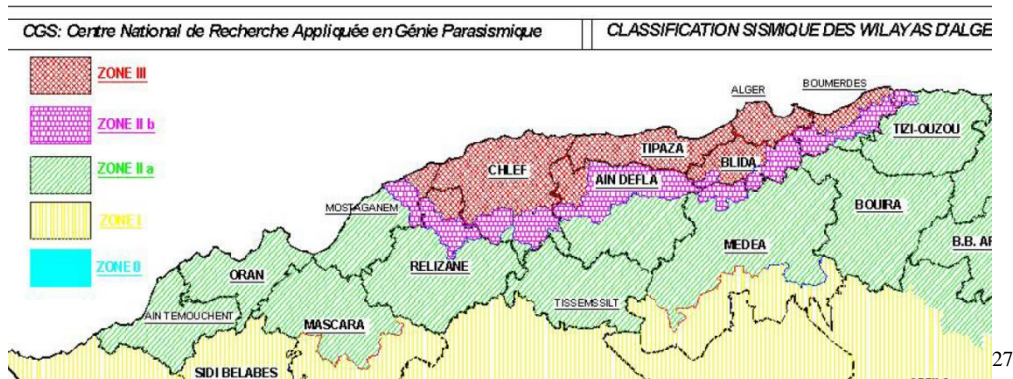 CGS: Centre National de Recherche Appliquée en Génie Parasismique
CLASSIFICATION SISMIQUE DES WILAYAS D'ALGE
ZONE III
ZONE II b
ZONE II a
ZONE I
ZONE 0
BOUMERDES
ALGER
TIZI-OUZOU
TIPAZA
CHLEF
BLIDA
AIN DEFLA
MOSTAGANEM
BOUIRA
MEDEA
B.B. AR
RELIZANE
ORAN
TISSEMSSILT
AIN TEMOUCHENT
MASCARA
27
SIDI BELABES